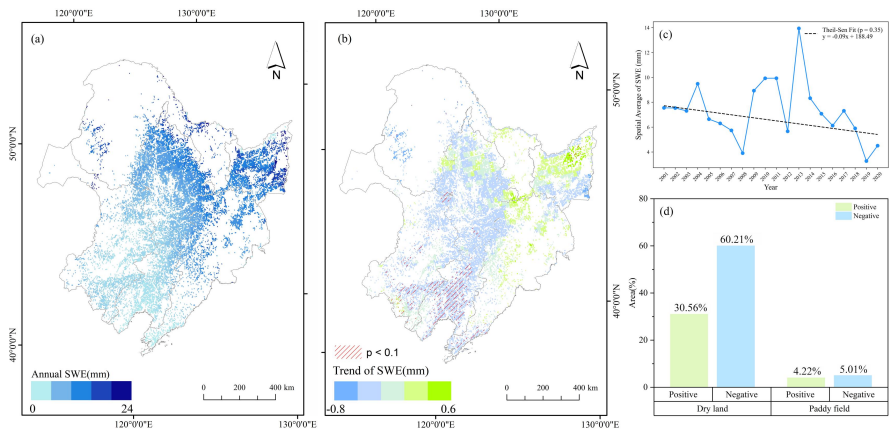 120°0'0"E 130°0'0"E
(a)
N
50°0'0"N
40°0'0"N
Annual SWE(mm)
0 24
0 200 400 km
120°0'0"E 130°0'0"E
120°0'0"E 130°0'0"E
(b)
N
50°0'0"N
40°0'0"N
p < 0.1
Trend of SWE(mm)
-0.8 0.6
0 200 400 km
120°0'0"E 130°0'0"E
(c)
Theil-Sen Fit (p = 0.35)
y = -0.09x + 188.49
Spatial Average of SWE (mm)
14
12
10
8
6
4
2001 2002 2003 2004 2005 2006 2007 2008 2009 2010 2011 2012 2013 2014 2015 2016 2017 2018 2019 2020
Year
(d)
Positive
Negative
Area(%)
80
60
40
20
0
30.56%
60.21%
4.22%
5.01%
Positive Negative Positive Negative
Dry land Paddy field